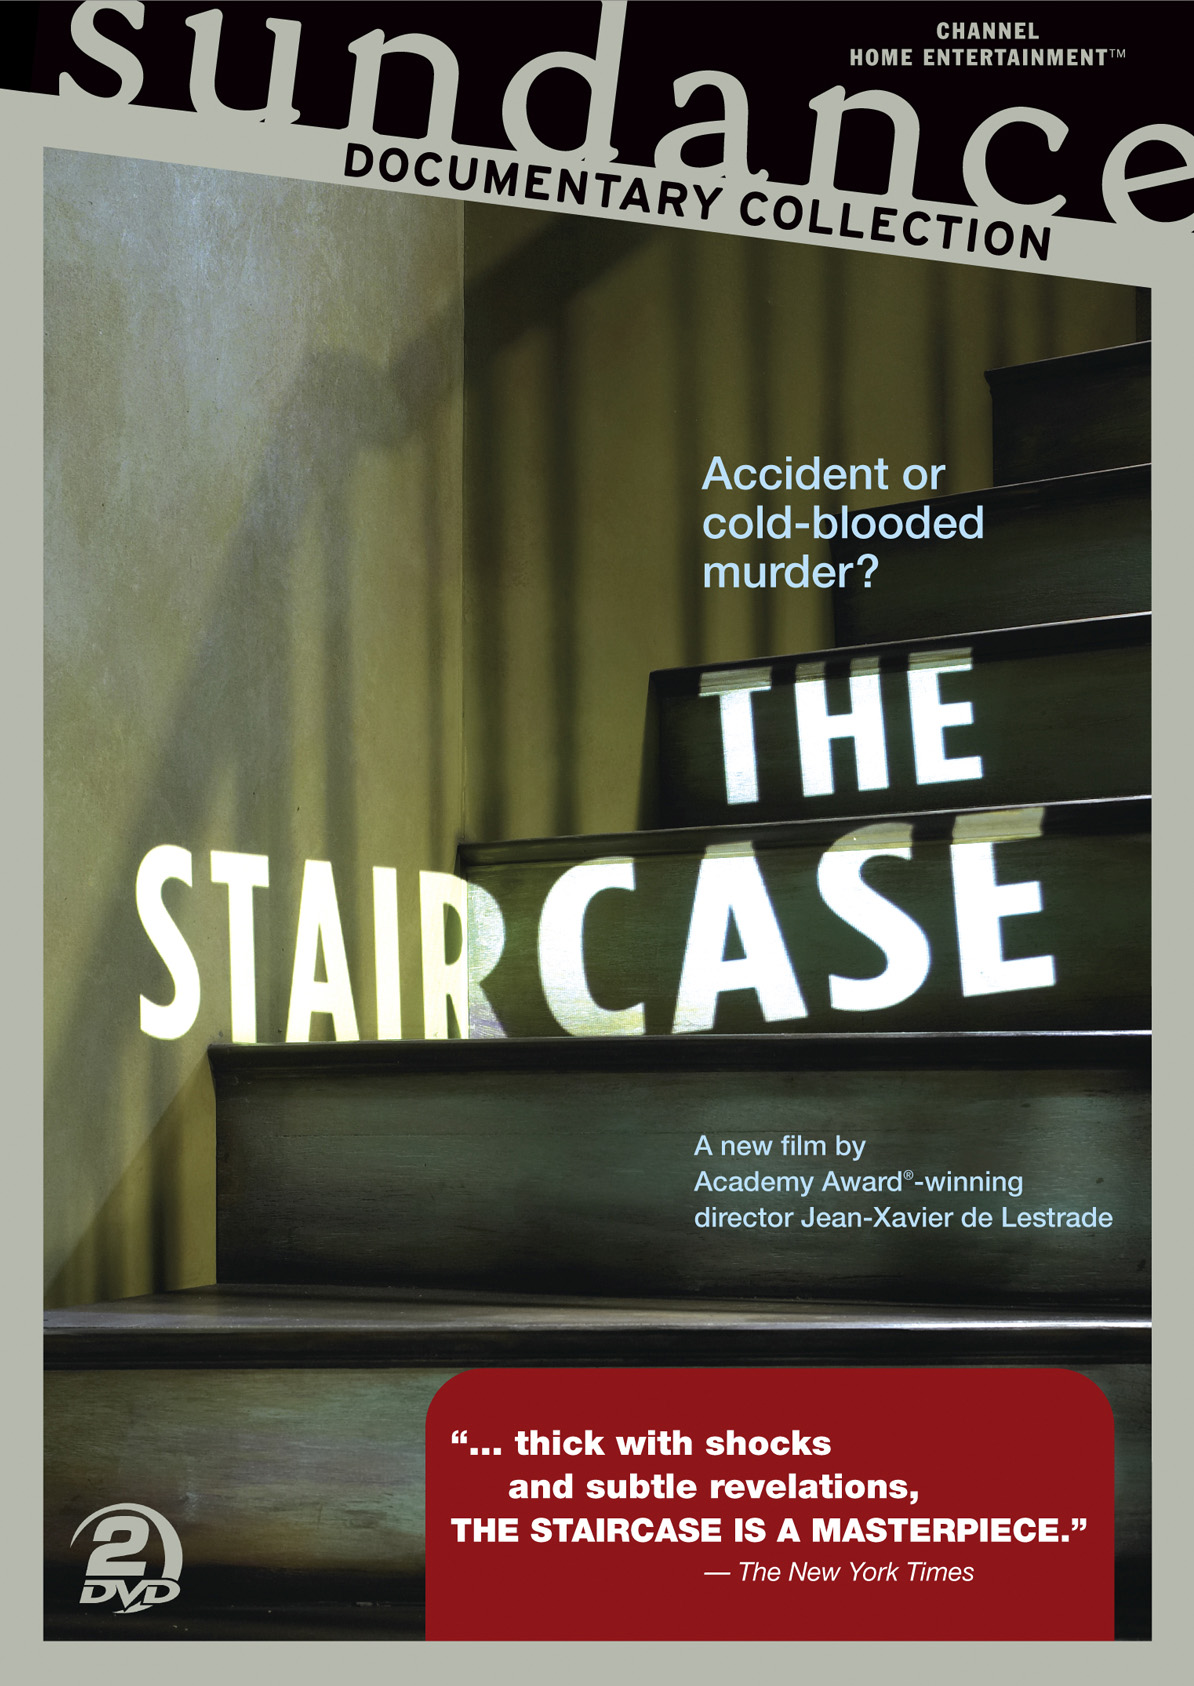 sundance
CHANNEL
HOME ENTERTAINMENT™
DOCUMENTARY COLLECTION
Accident or
cold-blooded
murder?
THE
STAIRCASE
A new film by
Academy Award®-winning
director Jean-Xavier de Lestrade
“... thick with shocks
and subtle revelations,
THE STAIRCASE IS A MASTERPIECE.”
— The New York Times
2
DVD